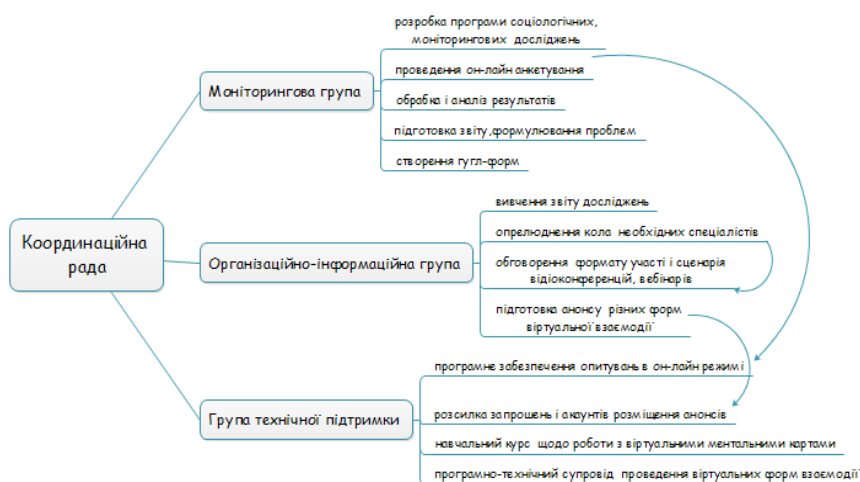 розробка програми соціологічних,
моніторингових досліджень
Моніторингова група
проведення он-лайн анкетування
обрабка і аналіз результатів
підготовка звіту,формулювання проблем
створення гугл-форм
Координаційна
рада
вивчення звіту досліджень
Організаційно-інформаційна група
опрелюднення кола необхідних спеціалістів
обговорення формату участі і сценарія
відіоконференцій, вебінарів
підготовка анонсу різних форм
віртуальної взаємодії
програмне забезпечення опитувань в он-лайн режимі
Група технічної підтримки
розсилка запрошень і акаунтів розміщення анонсів
навчальний курс щодо роботи з віртуальними ментальними картами
програмно-технічний супровід проведення віртуальних форм взаємодії